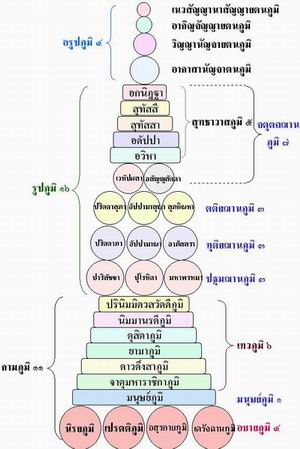 เนวสัญญานาสัญญายตนภูมิ
อากิญจัญญายตนภูมิ
อรูปภูมิ ๔
วิญญาณัญจายตนภูมิ
อากาสานัญจาตนภูมิ
อกนิฏฐา
สุทัสสี
สุทัสสา
สุทธาวาสภูมิ ๕
อตัปปา
จตุตถฌาน
ภูมิ ๗
อวิหา
เวหัปผลา
อสัญญสัตตา
รูปภูมิ ๑๖
ปริตตาสุภา อัปปามาสุภา สุภกิณหา
ตติยฌานภูมิ ๓
ปริตตาภา อัปปามาณา อาภัสสรา
ทุติยฌานภูมิ ๓
ปาริสัชชา ปุโรหิตา มหาพรหมา
ปฐมฌานภูมิ ๓
ปรินิมมิตวสวัตตีภูมิ
นิมมานรดีภูมิ
ดุสิตาภูมิ
ยามาภูมิ
เทวภูมิ ๖
ดาวดึงสาภูมิ
กามภูมิ ๑๑
จาตุมหาราชิกาภูมิ
มนุษย์ภูมิ
มนุษย์ภูมิ ๑
นิรยภูมิ เปรตติภูมิ อสุรกายภูมิ เดรัจฉานภูมิ
อบายภูมิ ๔